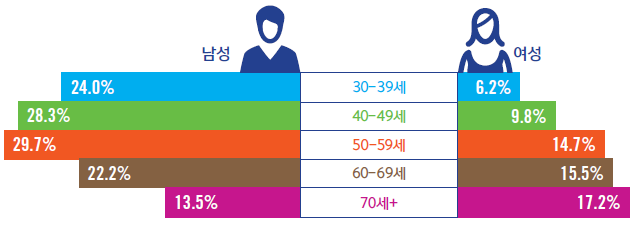 남성
여성
24.0% 30-39세 6.2%
28.3% 40-49세 9.8%
29.7% 50-59세 14.7%
22.2% 60-69세 15.5%
13.5% 70세+ 17.2%